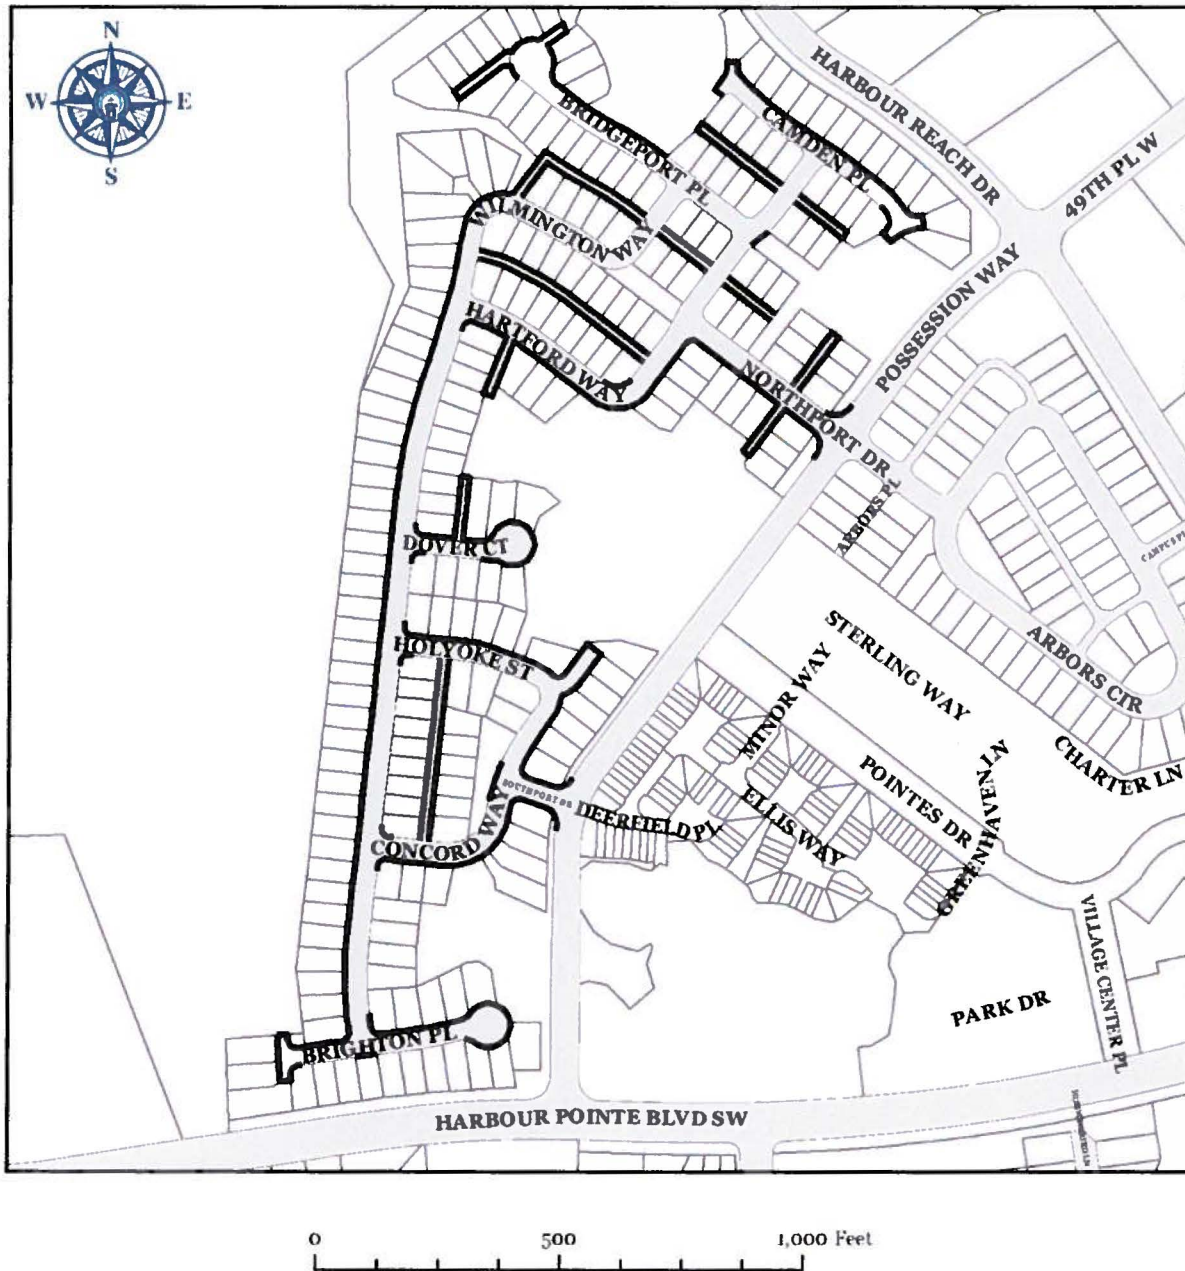 N
W E
S
HARBOUR REACH DR
BRIDGEPORT PL
CAMDEN PL
49TH PL W
WILMINGTON WAY
POSSESSION WAY
HARTFORD WAY
NORTHPORT DR
ARBORS PL
DOVER CT
CAMPUS PL
HOLYOKE ST
STERLING WAY
ARBORS CIR
MINOR WAY
SOUTHPORT DR
CHARTER LN
POINTES DR
GREENHAVEN LN
DEERFIELD PL
ELLIS WAY
CONCORD WAY
VILLAGE CENTER PL
PARK DR
BRIGHTON PL
HARBOUR POINTE BLVD SW
0 500 1,000 Feet